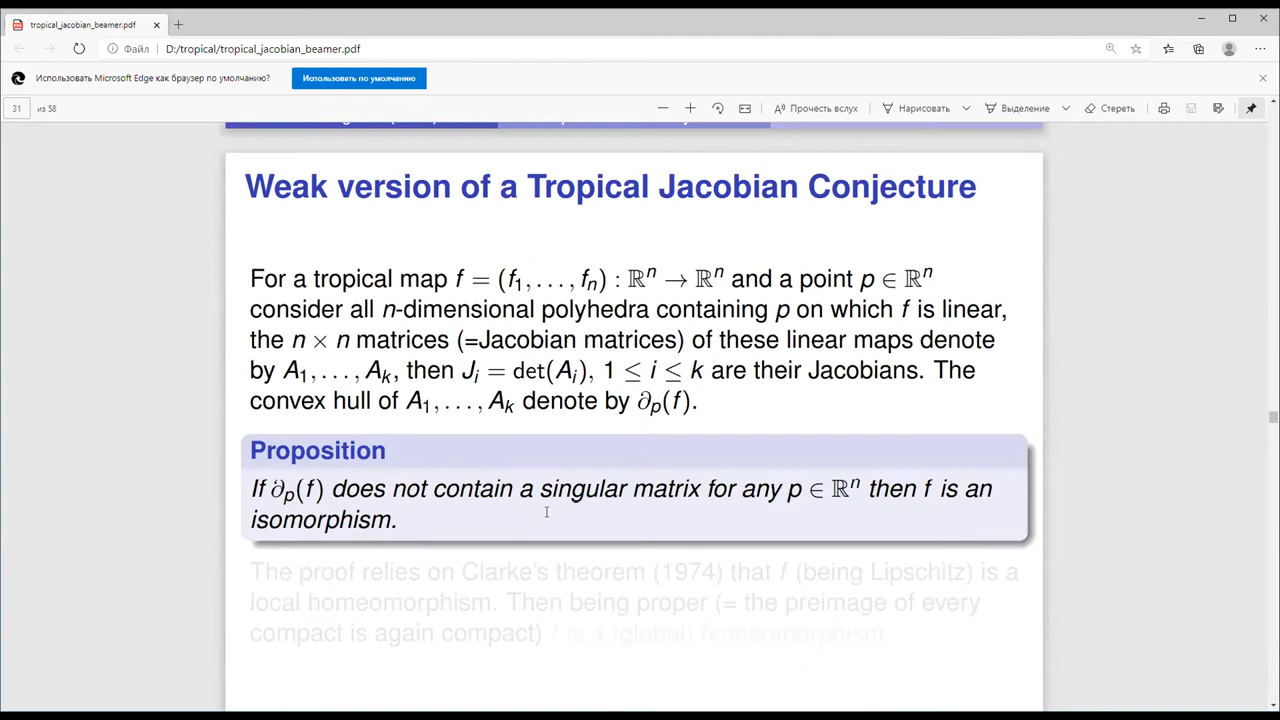 tropical_jacobian_beamer.pdf
Файл D:/tropical/tropical_jacobian_beamer.pdf
Использовать Microsoft Edge как браузер по умолчанию? Использовать по умолчанию
31 из 58 Прочесть вслух Нарисовать Выделение Стереть
Weak version of a Tropical Jacobian Conjecture
For a tropical map f = (f₁, . . . , fₙ) : ℝⁿ → ℝⁿ and a point p ∈ ℝⁿ
consider all n-dimensional polyhedra containing p on which f is linear,
the n × n matrices (=Jacobian matrices) of these linear maps denote
by A₁, . . . , Aₖ, then Jᵢ = det(Aᵢ), 1 ≤ i ≤ k are their Jacobians. The
convex hull of A₁, . . . , Aₖ denote by ∂ₚ(f).
Proposition
If ∂ₚ(f) does not contain a singular matrix for any p ∈ ℝⁿ then f is an
isomorphism.
The proof relies on Clarke's theorem (1974) that f (being Lipschitz) is a
local homeomorphism. Then being proper (= the preimage of every
compact is again compact) f is a (global) homeomorphism